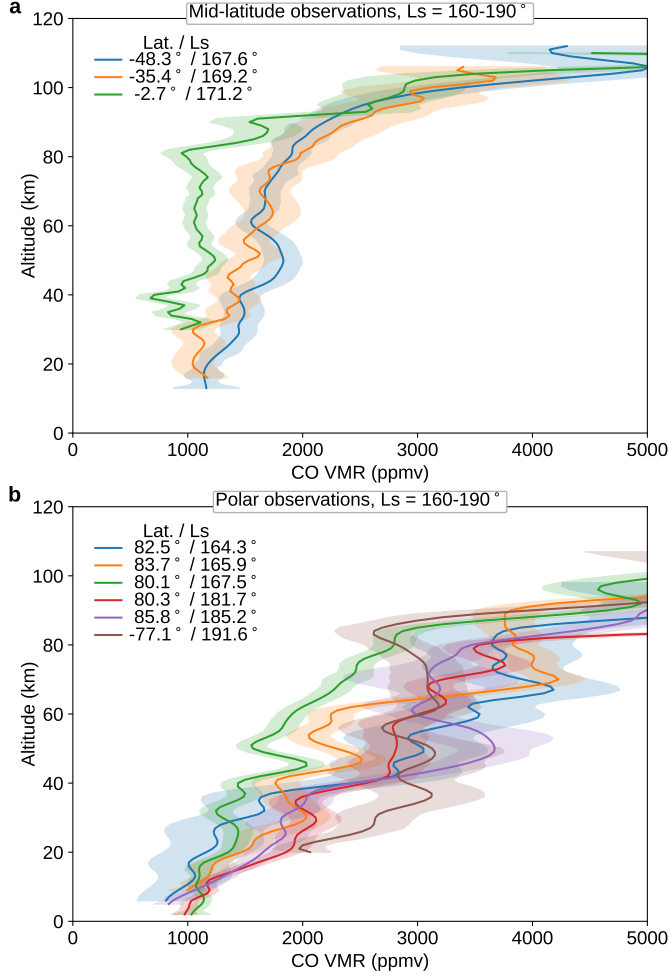 a
Mid-latitude observations, Ls = 160-190°
120
100
80
60
40
20
0
Altitude (km)
Lat. / Ls
-48.3° / 167.6°
-35.4° / 169.2°
-2.7° / 171.2°
0 1000 2000 3000 4000 5000
CO VMR (ppmv)
b
Polar observations, Ls = 160-190°
120
100
80
60
40
20
0
Altitude (km)
Lat. / Ls
82.5° / 164.3°
83.7° / 165.9°
80.1° / 167.5°
80.3° / 181.7°
85.8° / 185.2°
-77.1° / 191.6°
0 1000 2000 3000 4000 5000
CO VMR (ppmv)